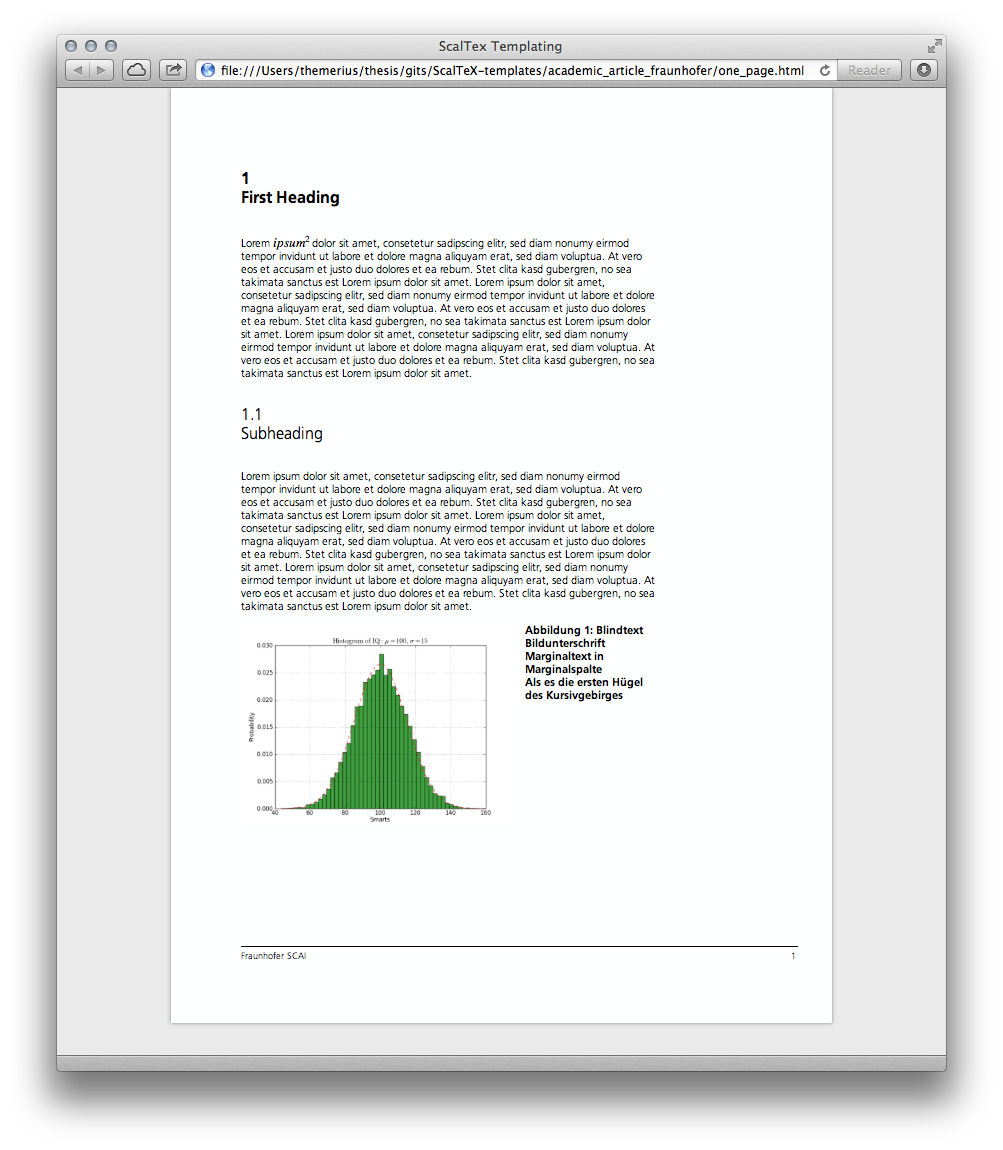 ScalTex Templating
file:///Users/themerius/thesis/gits/ScalTeX-templates/academic_article_fraunhofer/one_page.html
Reader
1
First Heading
Lorem ipsum² dolor sit amet, consetetur sadipscing elitr, sed diam nonumy eirmod
tempor invidunt ut labore et dolore magna aliquyam erat, sed diam voluptua. At vero
eos et accusam et justo duo dolores et ea rebum. Stet clita kasd gubergren, no sea
takimata sanctus est Lorem ipsum dolor sit amet. Lorem ipsum dolor sit amet,
consetetur sadipscing elitr, sed diam nonumy eirmod tempor invidunt ut labore et dolore
magna aliquyam erat, sed diam voluptua. At vero eos et accusam et justo duo dolores
et ea rebum. Stet clita kasd gubergren, no sea takimata sanctus est Lorem ipsum dolor
sit amet. Lorem ipsum dolor sit amet, consetetur sadipscing elitr, sed diam nonumy
eirmod tempor invidunt ut labore et dolore magna aliquyam erat, sed diam voluptua. At
vero eos et accusam et justo duo dolores et ea rebum. Stet clita kasd gubergren, no sea
takimata sanctus est Lorem ipsum dolor sit amet.
1.1
Subheading
Lorem ipsum dolor sit amet, consetetur sadipscing elitr, sed diam nonumy eirmod
tempor invidunt ut labore et dolore magna aliquyam erat, sed diam voluptua. At vero
eos et accusam et justo duo dolores et ea rebum. Stet clita kasd gubergren, no sea
takimata sanctus est Lorem ipsum dolor sit amet. Lorem ipsum dolor sit amet,
consetetur sadipscing elitr, sed diam nonumy eirmod tempor invidunt ut labore et dolore
magna aliquyam erat, sed diam voluptua. At vero eos et accusam et justo duo dolores
et ea rebum. Stet clita kasd gubergren, no sea takimata sanctus est Lorem ipsum dolor
sit amet. Lorem ipsum dolor sit amet, consetetur sadipscing elitr, sed diam nonumy
eirmod tempor invidunt ut labore et dolore magna aliquyam erat, sed diam voluptua. At
vero eos et accusam et justo duo dolores et ea rebum. Stet clita kasd gubergren, no sea
takimata sanctus est Lorem ipsum dolor sit amet.
Histogram of IQ : μ=100, σ=15
0.030
0.025
0.020
0.015
0.010
0.005
0.000
Probability
40 60 80 100 120 140 160
Smarts
Abbildung 1: Blindtext
Bildunterschrift
Marginaltext in
Marginalspalte
Als es die ersten Hügel
des Kursivgebirges
Fraunhofer SCAI 1